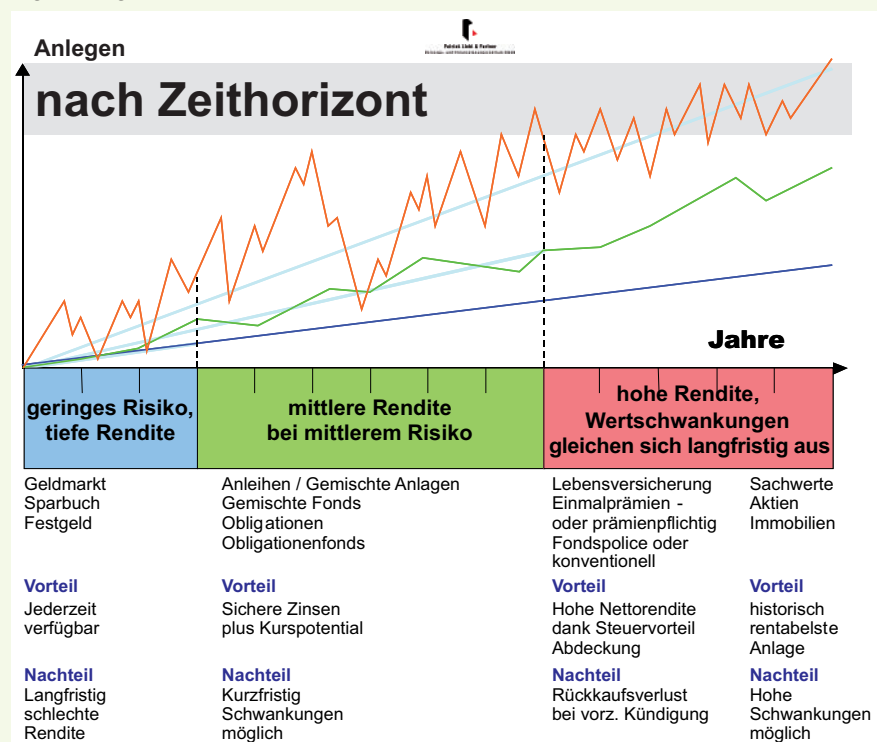 Anlegen
nach Zeithorizont
Jahre
geringes Risiko,
tiefe Rendite
mittlere Rendite
bei mittlerem Risiko
hohe Rendite,
Wertschwankungen
gleichen sich langfristig aus
Geldmarkt
Sparbuch
Festgeld
Vorteil
Jederzeit
verfügbar
Nachteil
Langfristig
schlechte
Rendite
Anleihen / Gemischte Anlagen
Gemischte Fonds
Obligationen
Obligationenfonds
Vorteil
Sichere Zinsen
plus Kurspotential
Nachteil
Kurzfristig
Schwankungen
möglich
Lebensversicherung
Einmalprämien -
oder prämienpflichtig
Fondspolice oder
konventionell
Vorteil
Hohe Nettorendite
dank Steuervorteil
Abdeckung
Nachteil
Rückkaufsverlust
bei vorz. Kündigung
Sachwerte
Aktien
Immobilien
Vorteil
historisch
rentabelste
Anlage
Nachteil
Hohe
Schwankungen
möglich